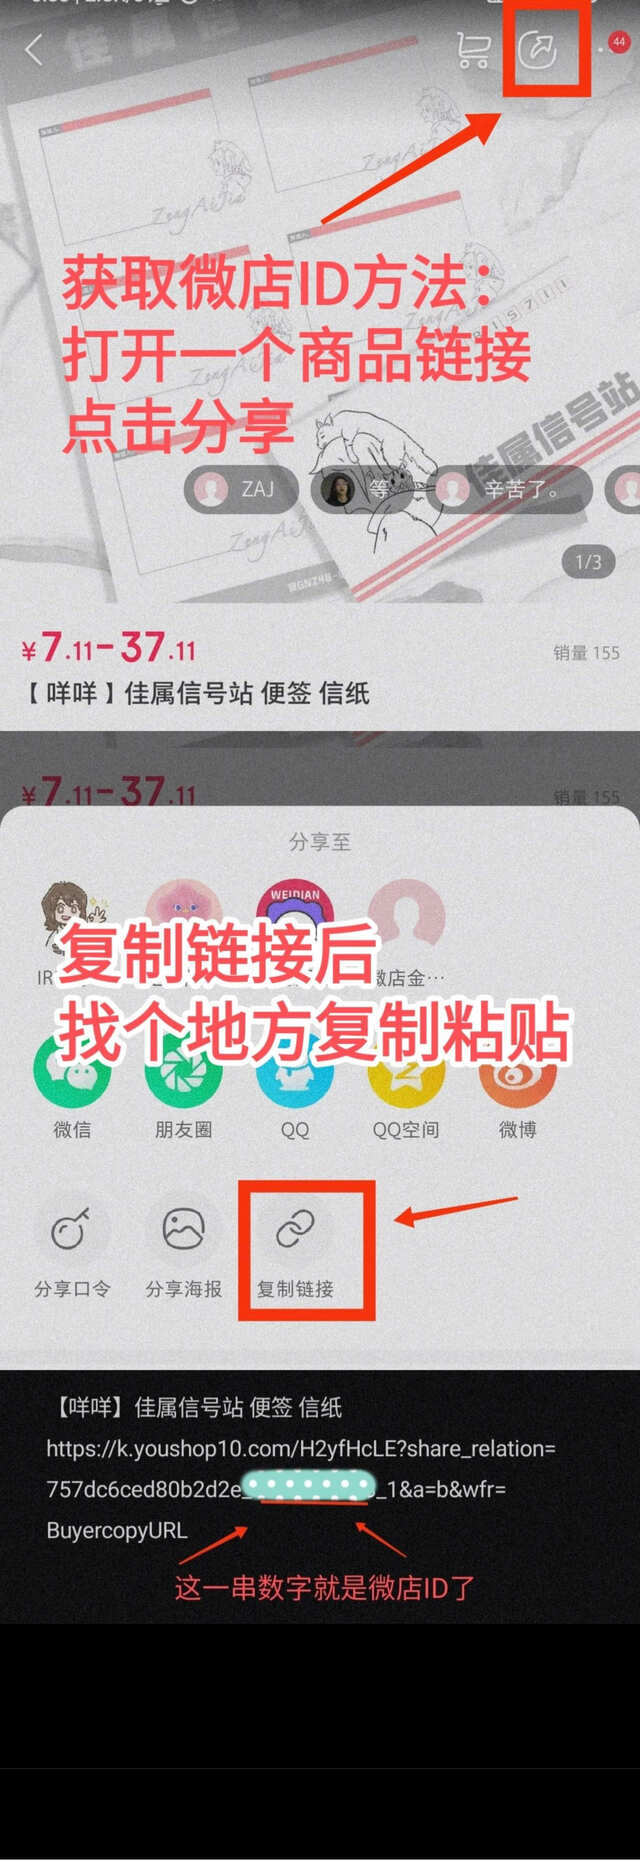 44
获取微店ID方法：
打开一个商品链接
点击分享
佳属信号站
ZAJ
等
辛苦了。
1/3
¥7.11-37.11
销量 155
【咩咩】佳属信号站 便签 信纸
¥7.11-37.11
销量 155
分享至
WEIDIAN
微店金…
复制链接后
找个地方复制粘贴
微信
朋友圈
QQ
QQ空间
微博
分享口令
分享海报
复制链接
【咩咩】佳属信号站 便签 信纸
https://k.youshop10.com/H2yfHcLE?share_relation=
757dc6ced80b2d2e_ _1&a=b&wfr=
BuyercopyURL
这一串数字就是微店ID了